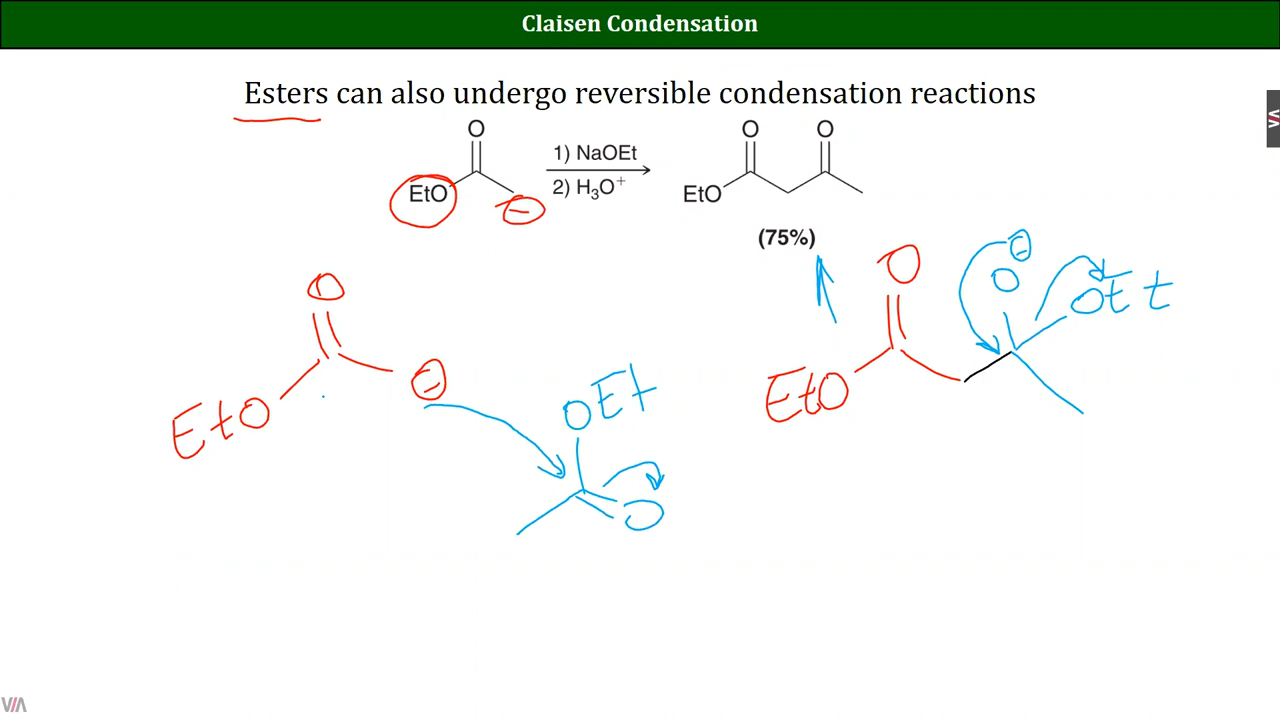 Claisen Condensation
Esters can also undergo reversible condensation reactions
O
EtO
⊖
1) NaOEt
2) H₃O⁺
O O
EtO
(75%)
O
EtO
⊖
OEt
O
O
EtO
⊖
O
OEt
VIA